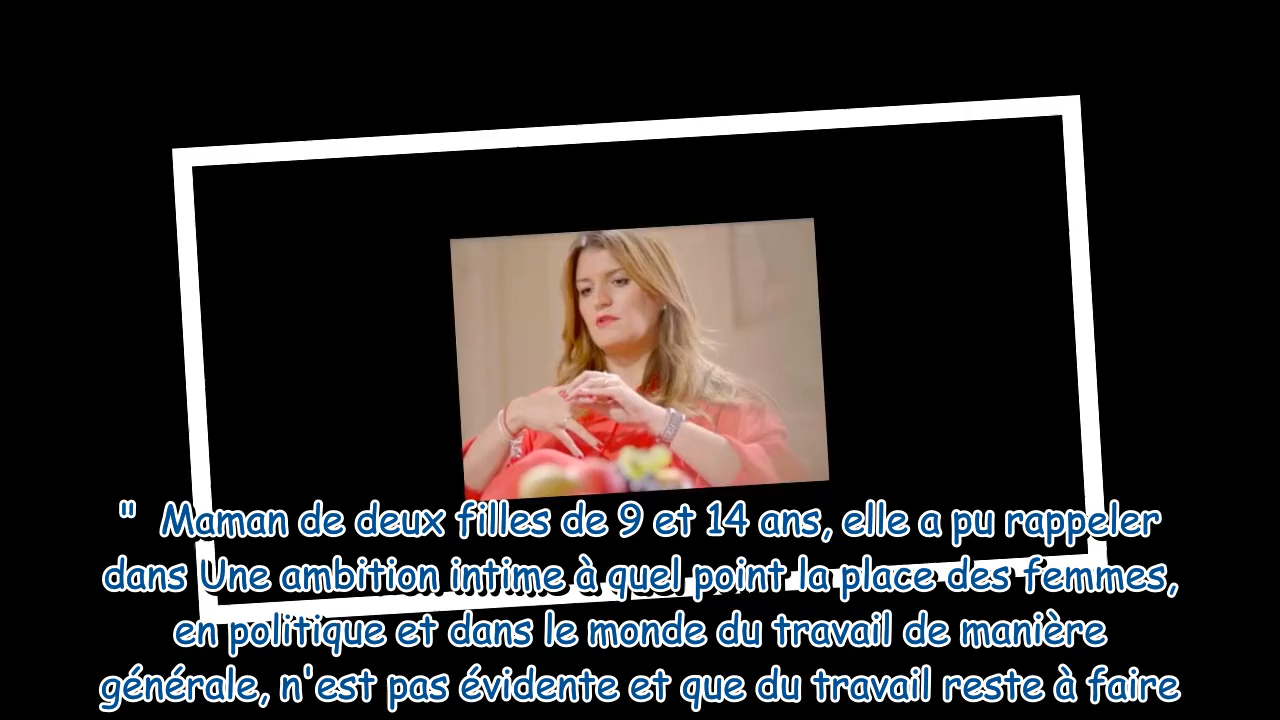 " Maman de deux filles de 9 et 14 ans, elle a pu rappeler
dans Une ambition intime à quel point la place des femmes,
en politique et dans le monde du travail de manière
générale, n'est pas évidente et que du travail reste à faire